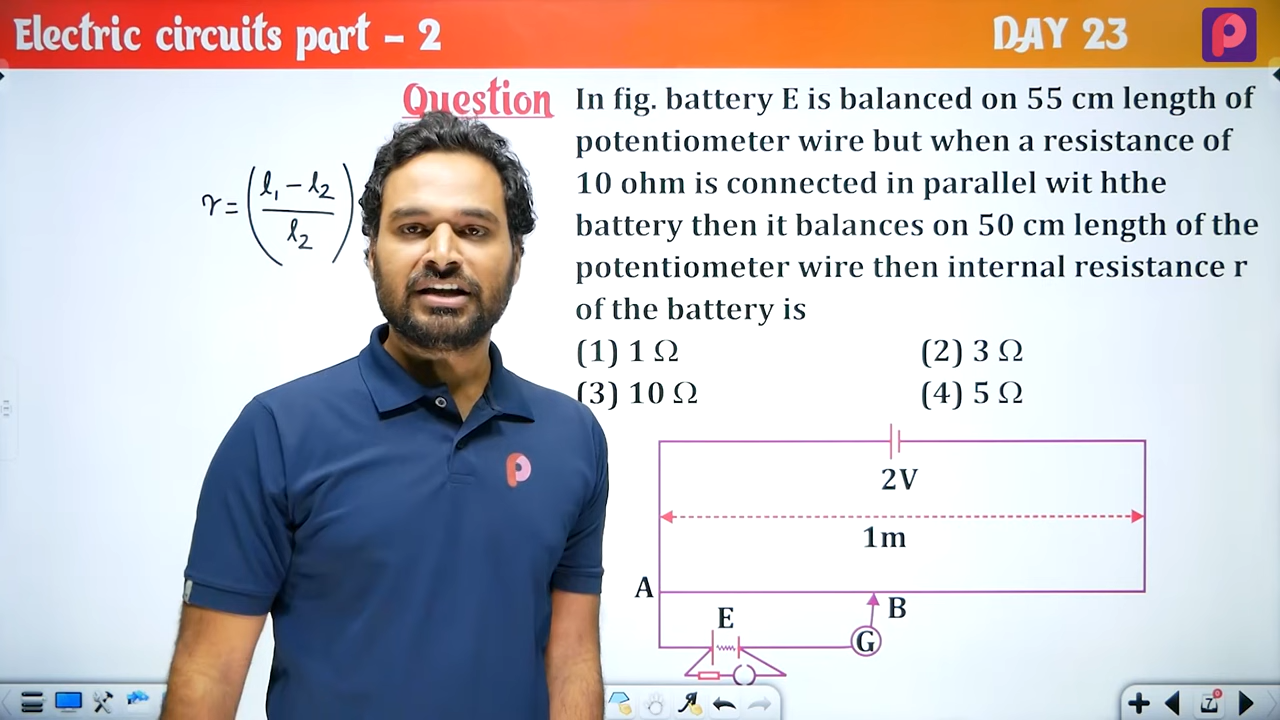 Electric circuits part – 2
DAY 23
Question
In fig. battery E is balanced on 55 cm length of
potentiometer wire but when a resistance of
10 ohm is connected in parallel wit hthe
battery then it balances on 50 cm length of the
potentiometer wire then internal resistance r
of the battery is
(1) 1 Ω
(2) 3 Ω
(3) 10 Ω
(4) 5 Ω
r = (l₁ - l₂ / l₂)
2V
1m
A
B
E
G